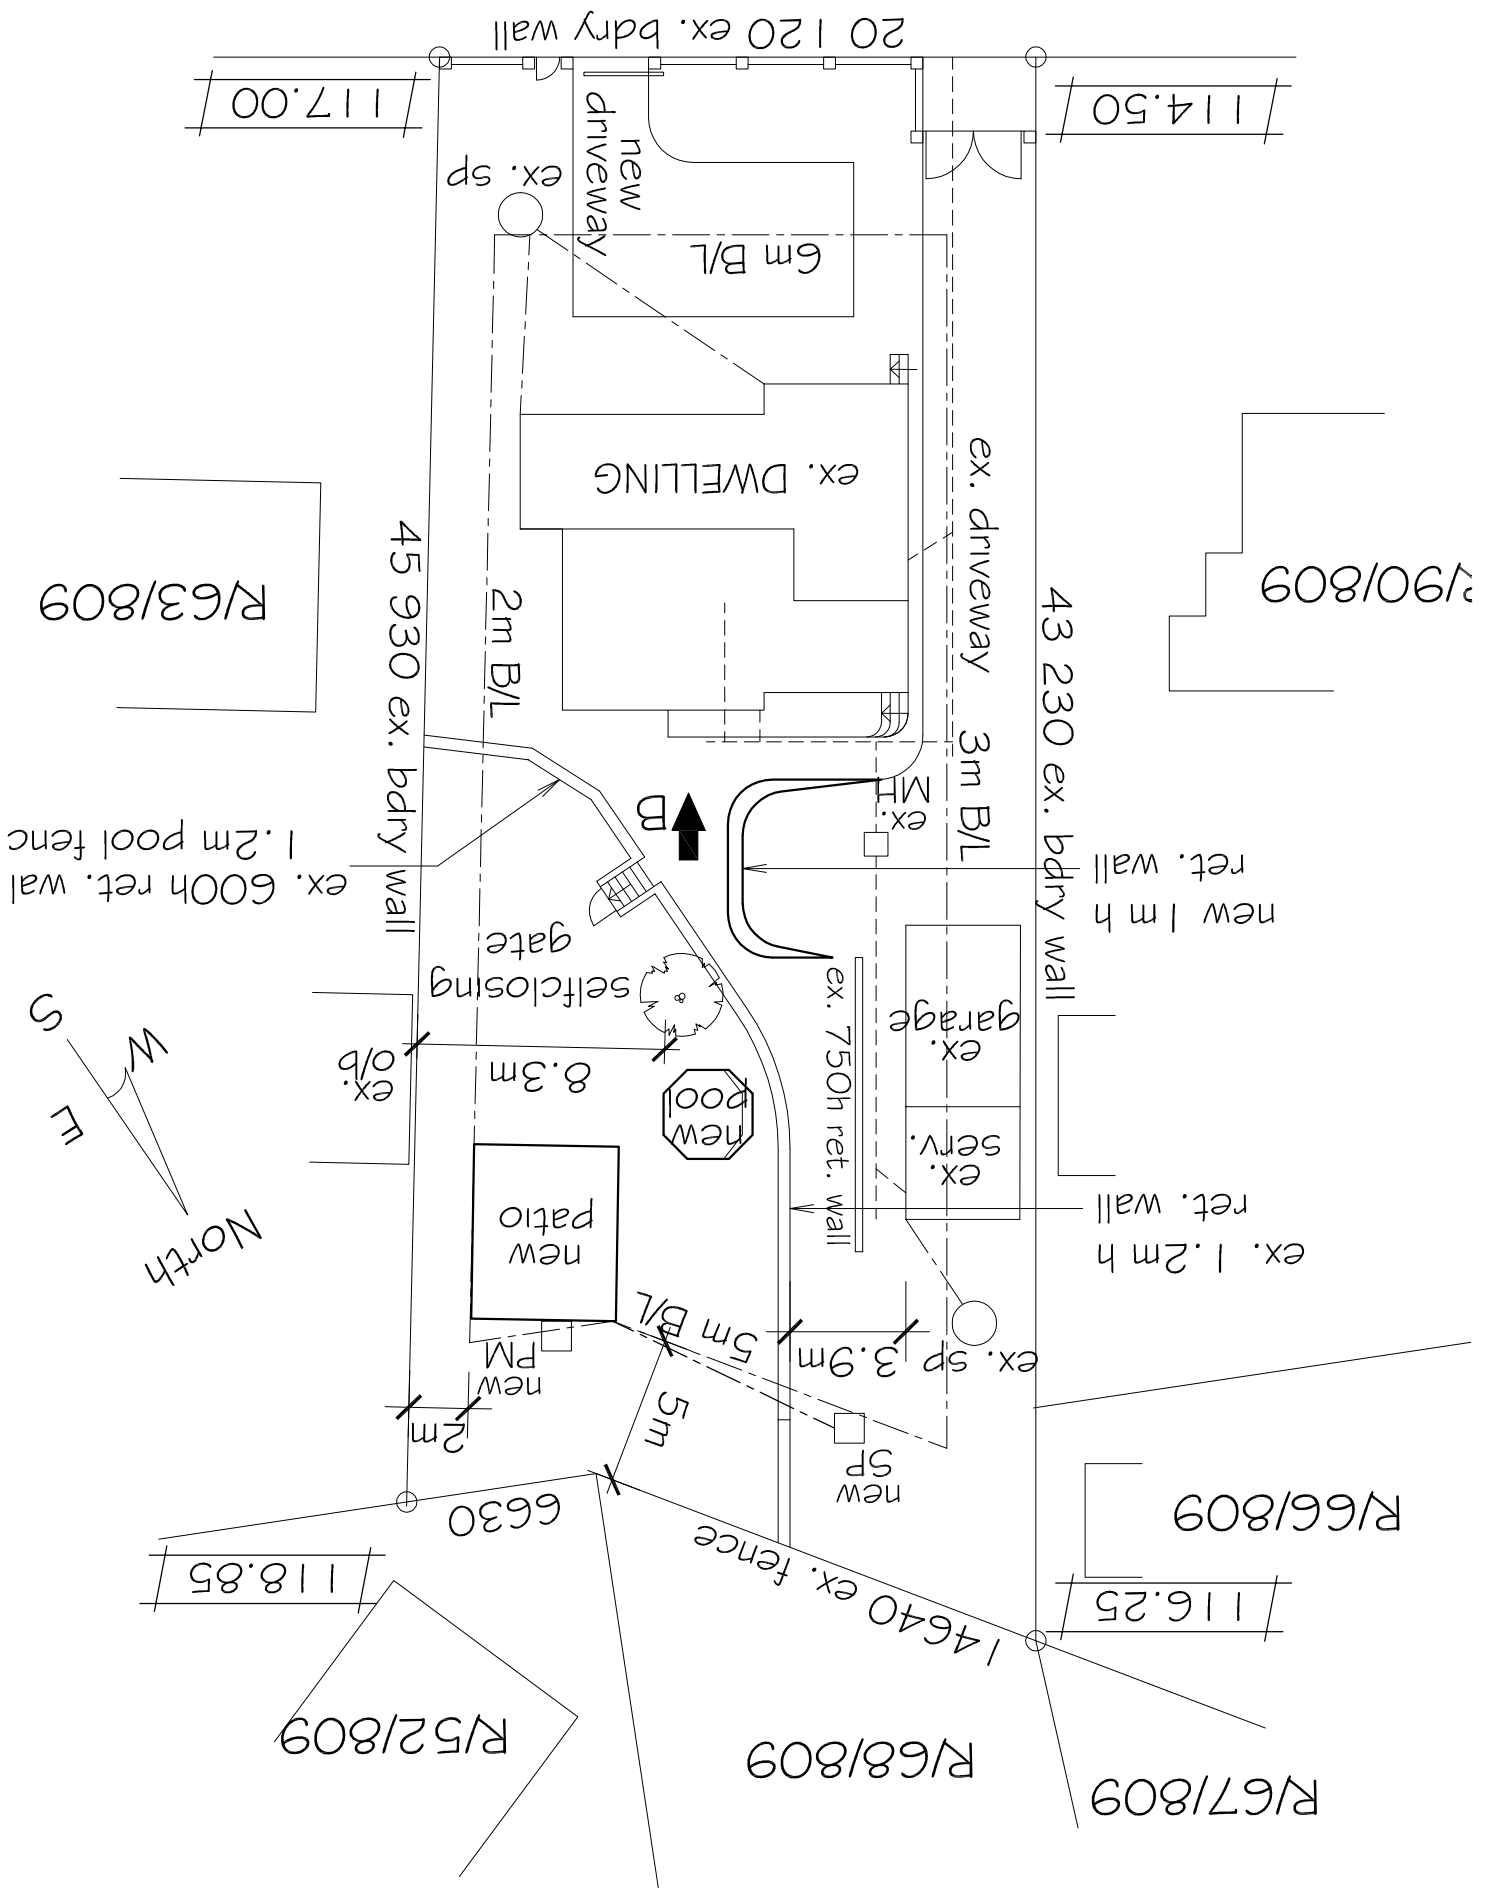 R/67/809
R/68/809
R/52/809
14640 ex. fence
116.25
118.85
R/66/809
6630
new
SP
5m
2m
new
PM
ex. sp
3.9m
5m B/L
ex. 1.2m h
ret. wall
new
patio
North
E
W
S
ex.
serv.
ex. 750h ret. wall
new
pool
8.3m
ex.
o/b
ex.
garage
selfclosing
gate
new 1m h
ret. wall
ex. 600h ret. wal
1.2m pool fenc
ex.
MH
B
3m B/L
43 230 ex. bdry wall
45 930 ex. bdry wall
2m B/L
ex. driveway
/90/809
R/63/809
ex. DWELLING
6m B/L
new
driveway
ex. sp
114.50
117.00
20 120 ex. bdry wall